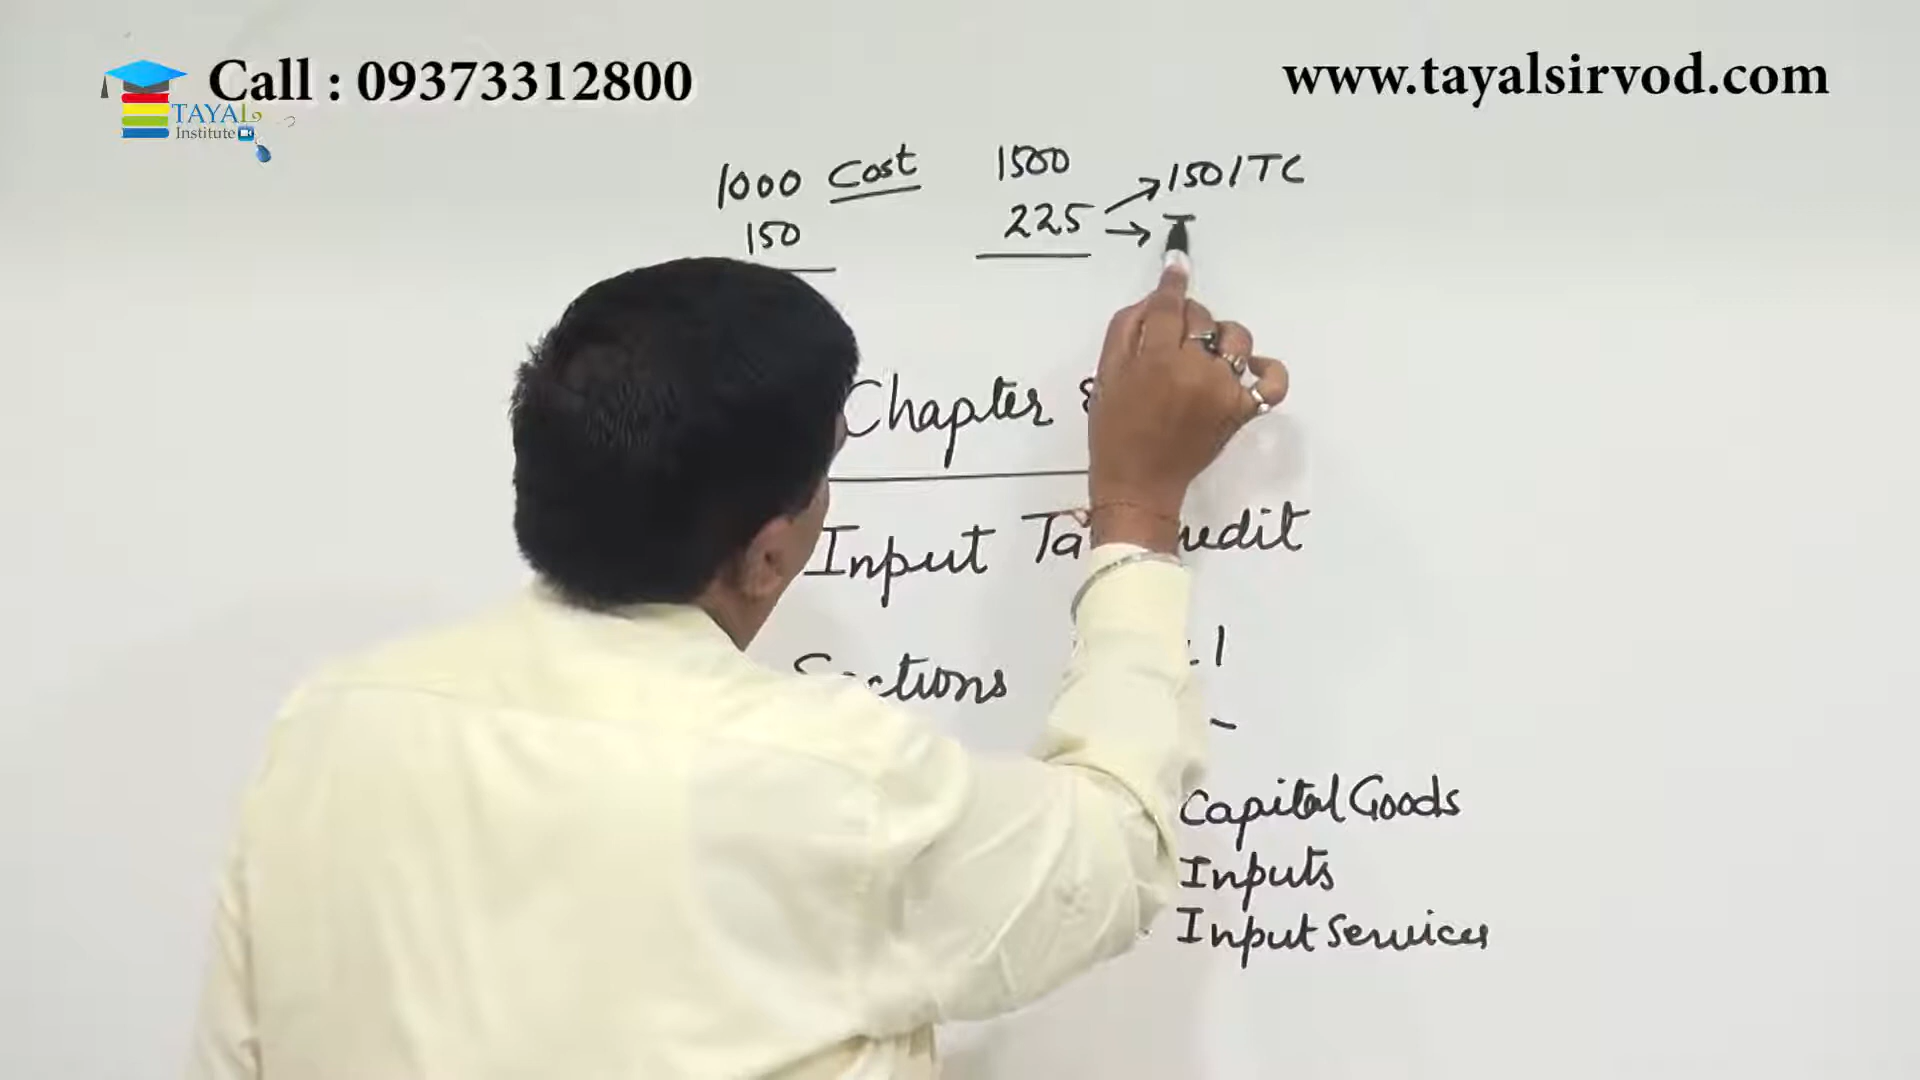 Call : 09373312800
www.tayalsirvod.com
TAYAL
Institute
1000 Cost
150
1500
225
150 ITC
Chapter
Input
Sections
Capital Goods
Inputs
Input Services